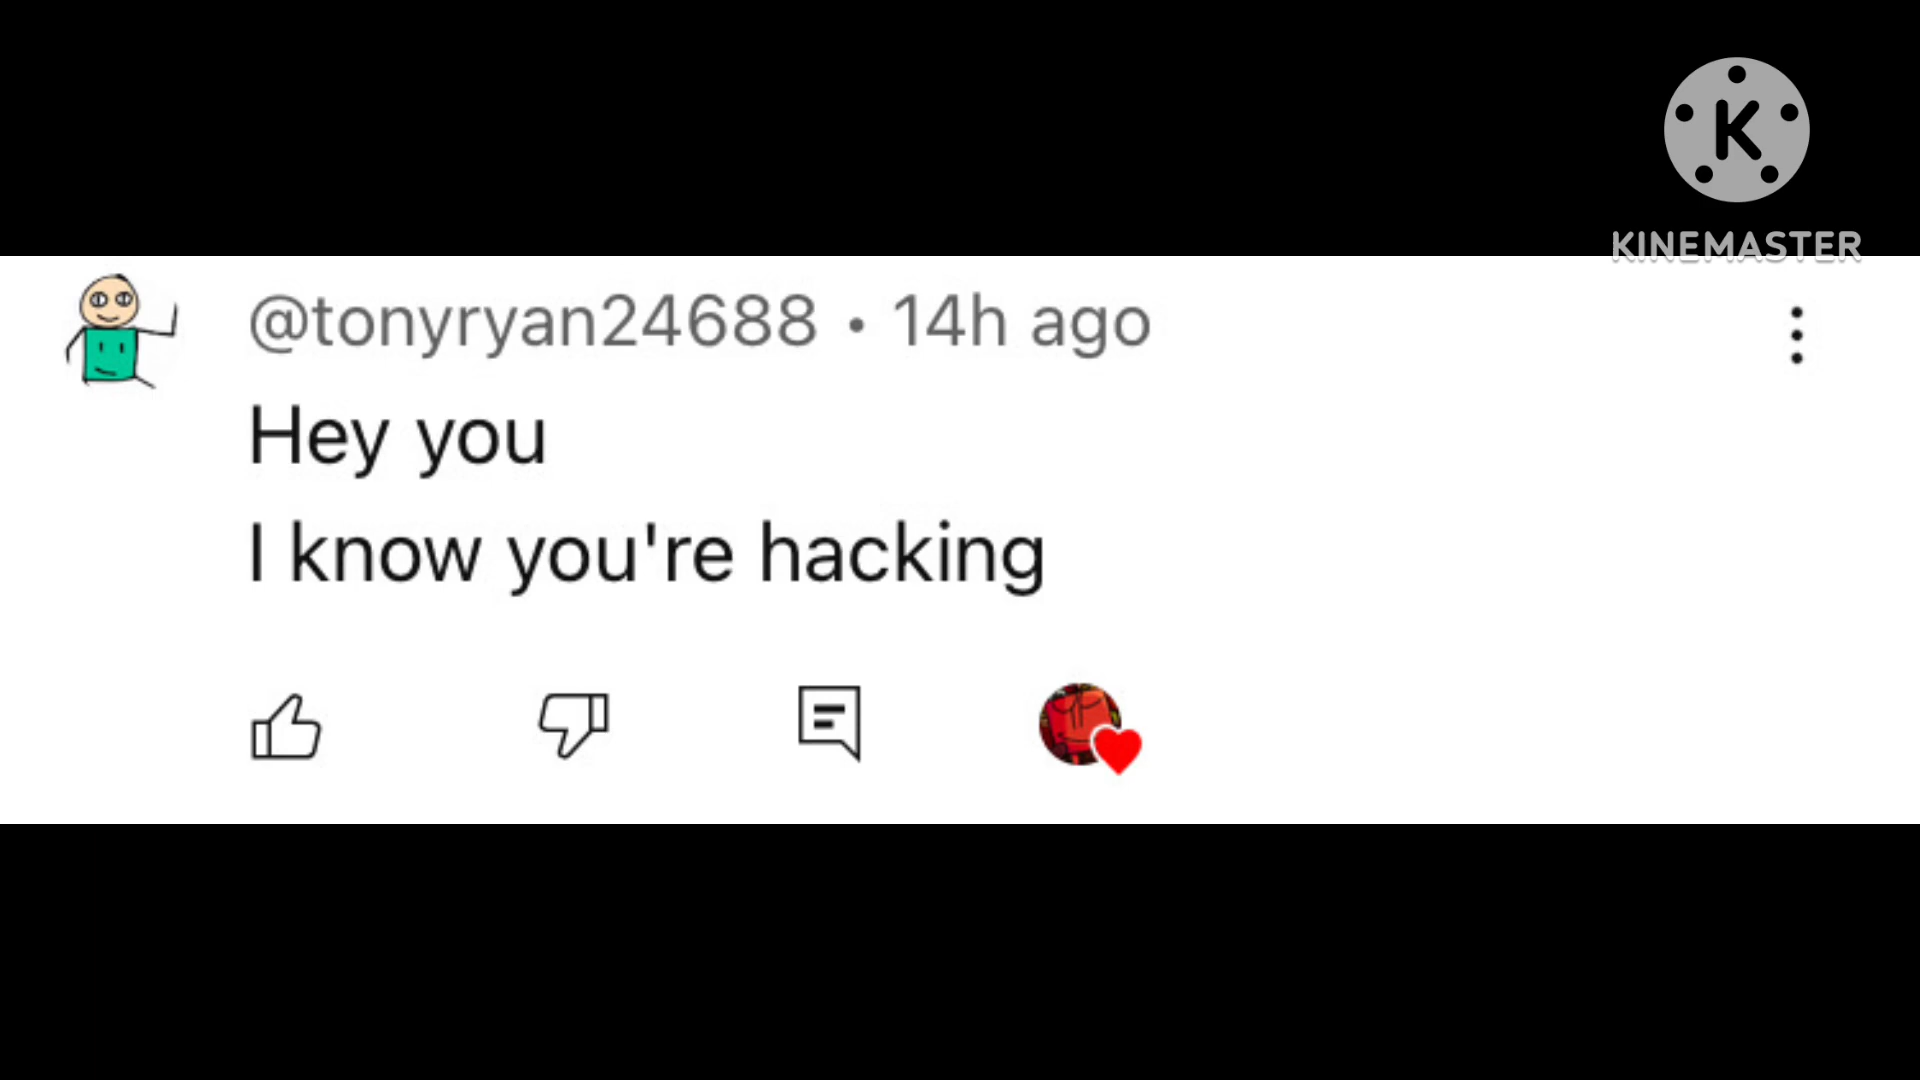 K
KINEMASTER
@tonyryan24688 • 14h ago
Hey you
I know you're hacking